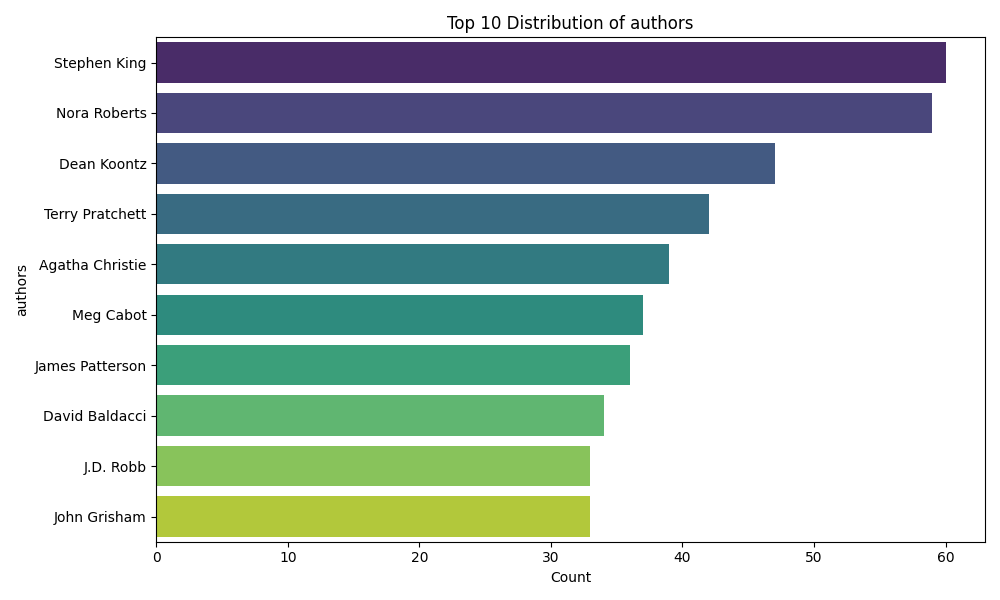 Top 10 Distribution of authors
authors
Stephen King
Nora Roberts
Dean Koontz
Terry Pratchett
Agatha Christie
Meg Cabot
James Patterson
David Baldacci
J.D. Robb
John Grisham
0 10 20 30 40 50 60
Count